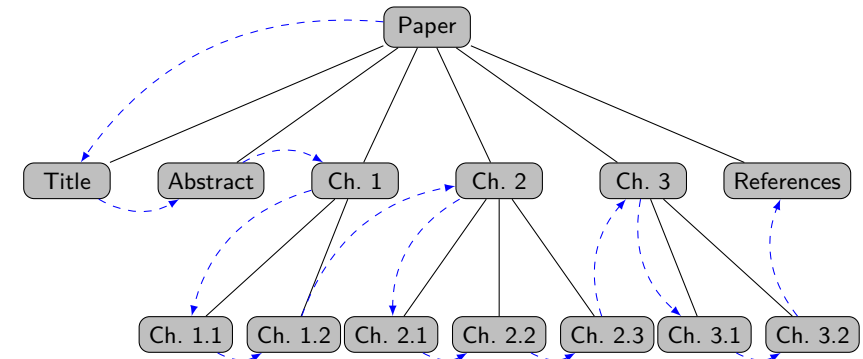 Paper
Title
Abstract
Ch. 1
Ch. 2
Ch. 3
References
Ch. 1.1
Ch. 1.2
Ch. 2.1
Ch. 2.2
Ch. 2.3
Ch. 3.1
Ch. 3.2